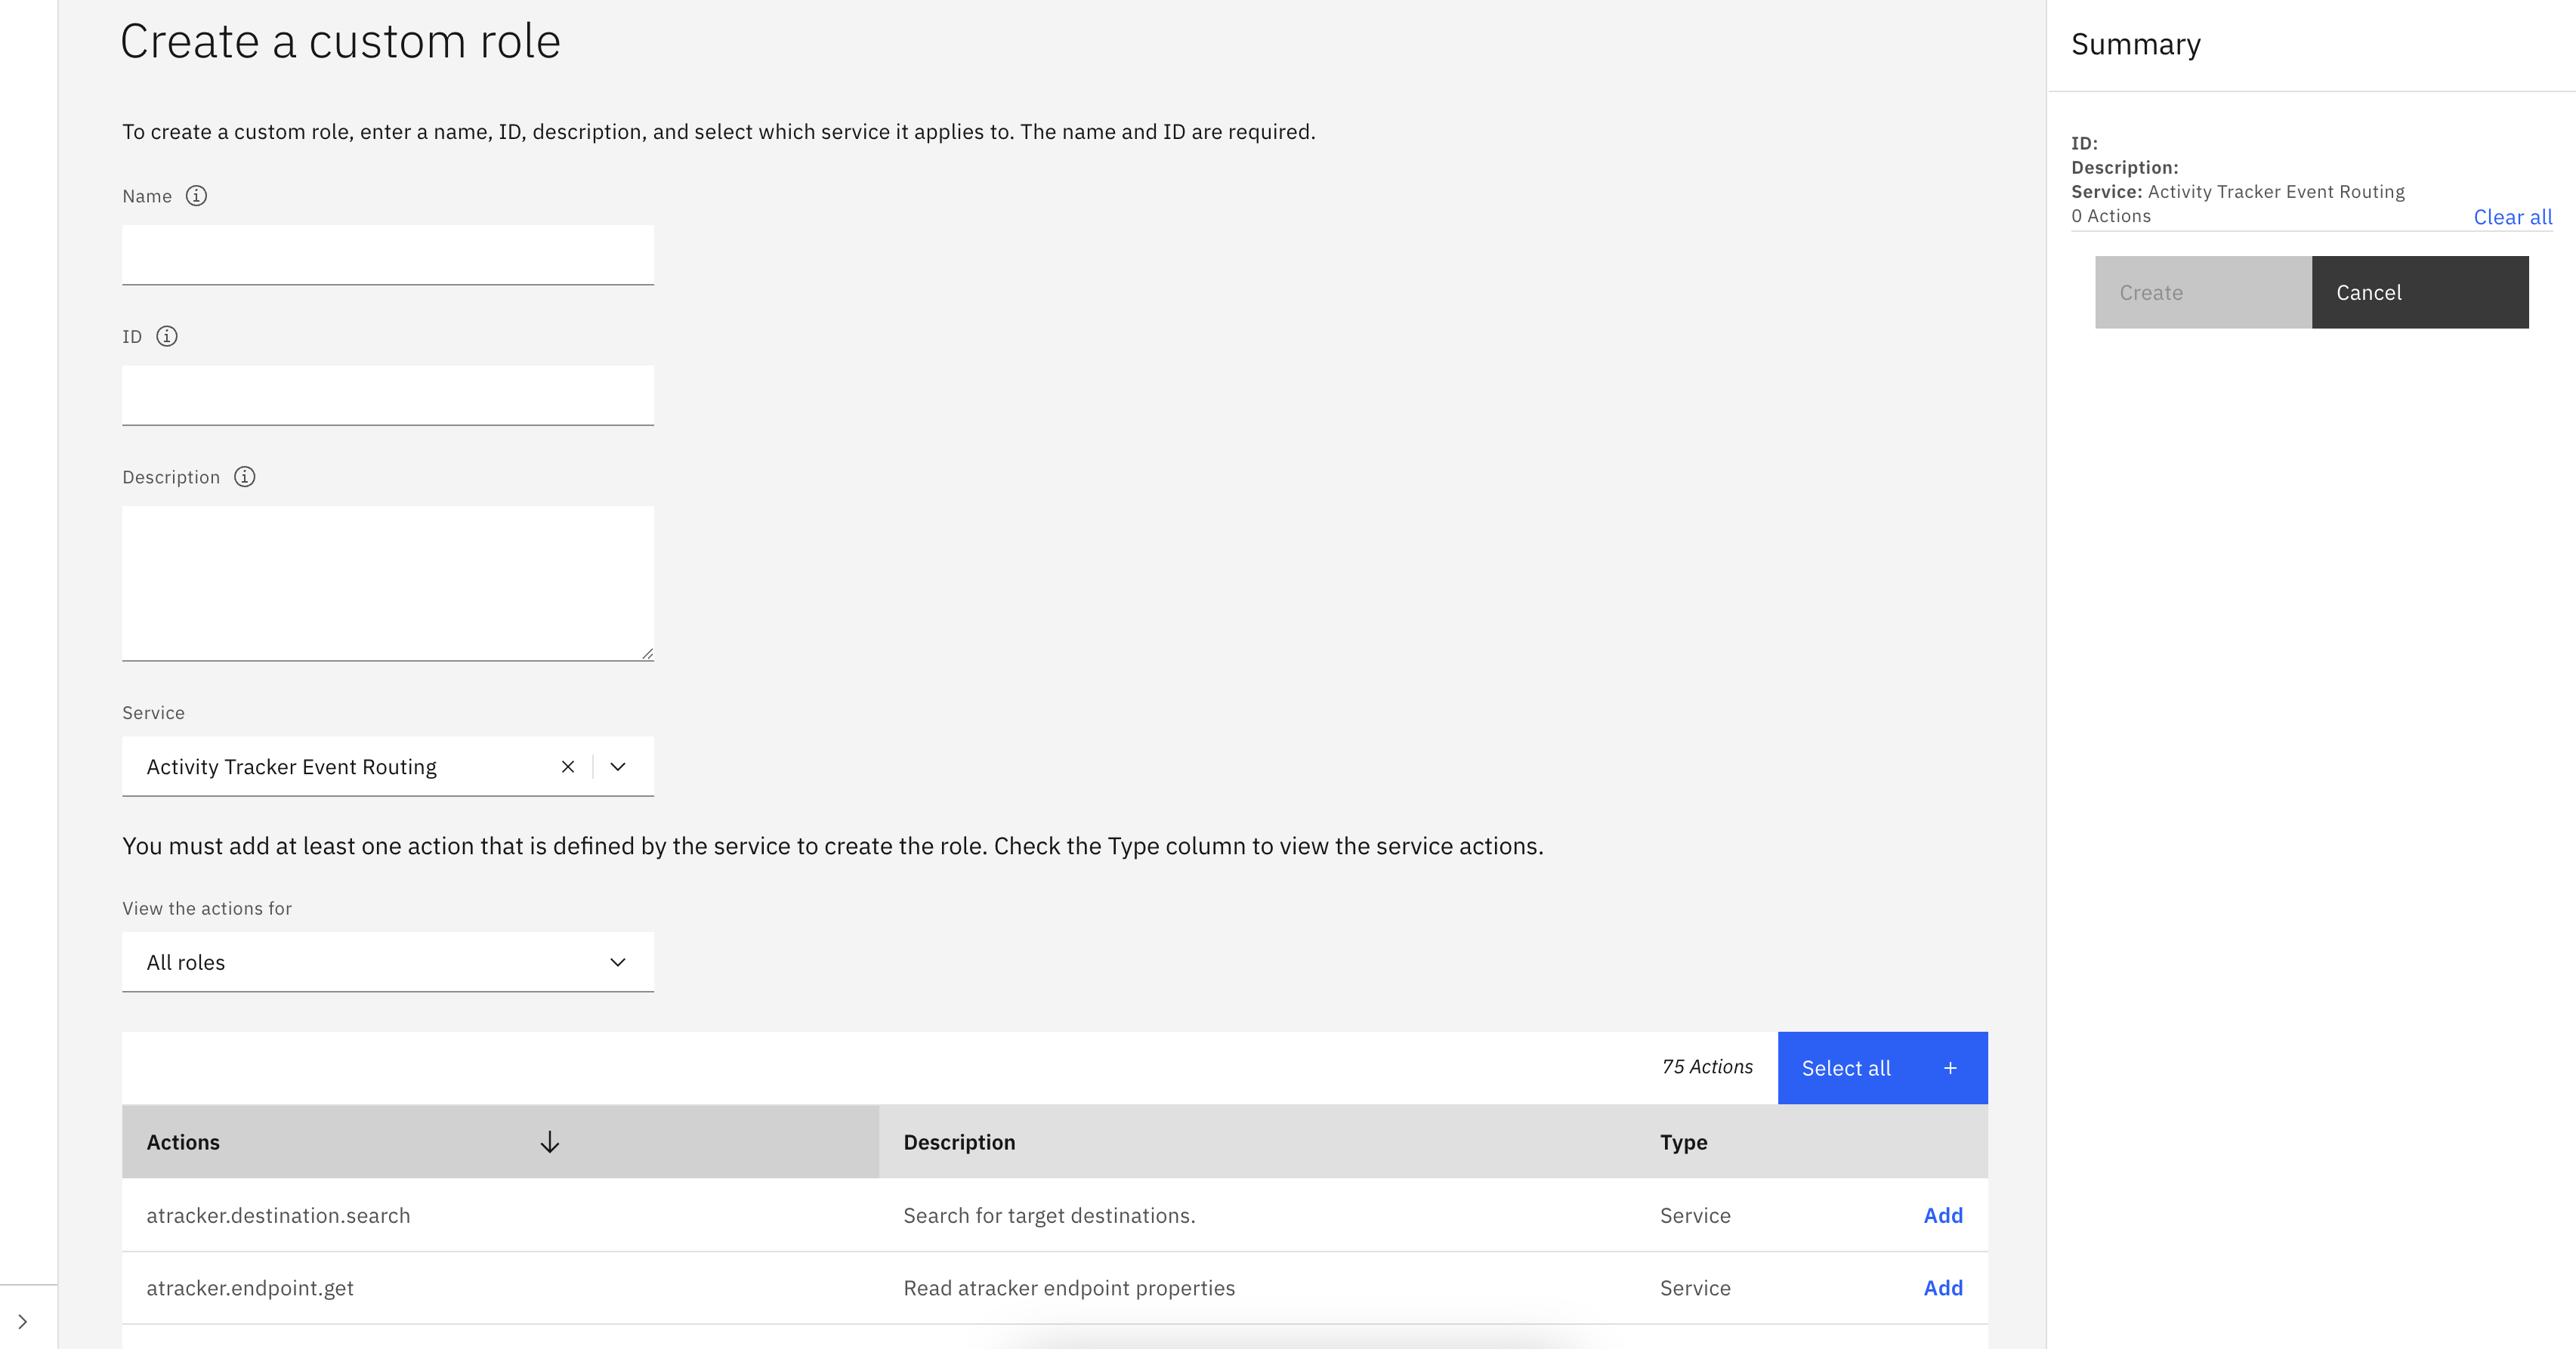 Create a custom role
To create a custom role, enter a name, ID, description, and select which service it applies to. The name and ID are required.
Name
ID
Description
Service
Activity Tracker Event Routing
You must add at least one action that is defined by the service to create the role. Check the Type column to view the service actions.
View the actions for
All roles
75 Actions
Select all +
Actions Description Type
atracker.destination.search Search for target destinations. Service Add
atracker.endpoint.get Read atracker endpoint properties Service Add
Summary
ID:
Description:
Service: Activity Tracker Event Routing
0 Actions Clear all
Create Cancel